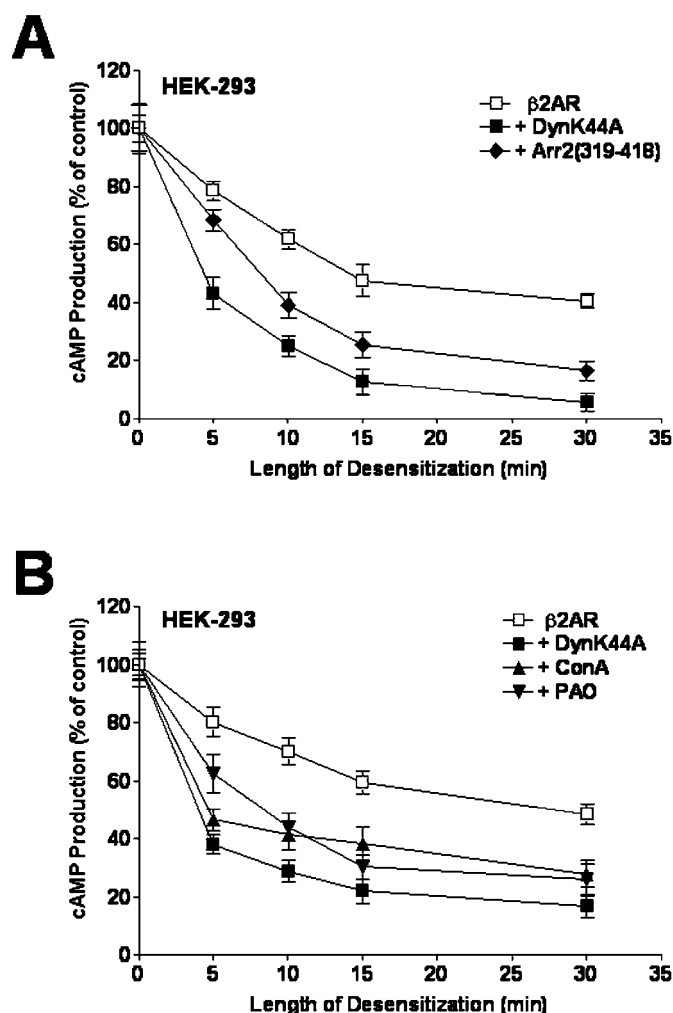 A
HEK-293
β2AR
+ DynK44A
+ Arr2(319-418)
cAMP Production (% of control)
120
100
80
60
40
20
0
0 5 10 15 20 25 30 35
Length of Desensitization (min)
B
HEK-293
β2AR
+ DynK44A
+ ConA
+ PAO
cAMP Production (% of control)
120
100
80
60
40
20
0
0 5 10 15 20 25 30 35
Length of Desensitization (min)